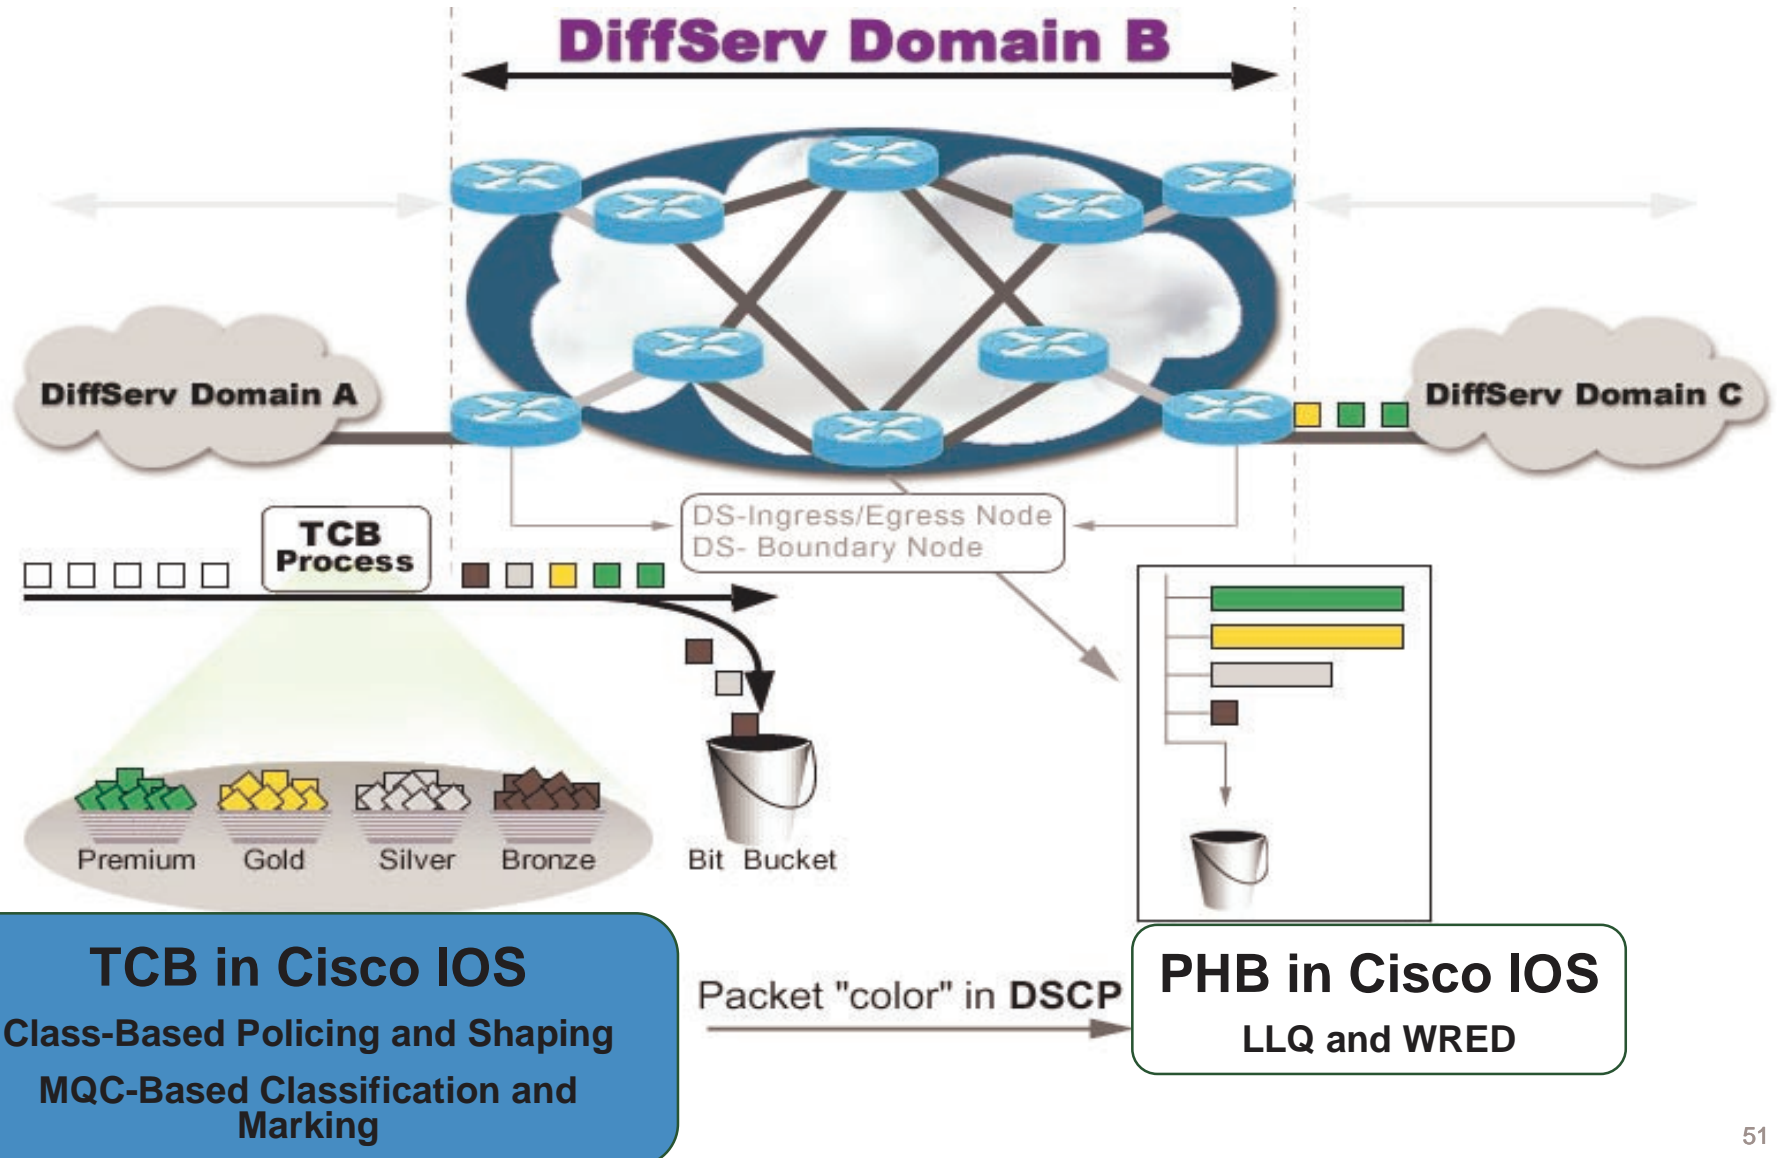 DiffServ Domain B
DiffServ Domain A
DiffServ Domain C
DS-Ingress/Egress Node
DS- Boundary Node
TCB
Process
Premium
Gold
Silver
Bronze
Bit Bucket
TCB in Cisco IOS
Class-Based Policing and Shaping
MQC-Based Classification and
Marking
Packet "color" in DSCP
PHB in Cisco IOS
LLQ and WRED
51